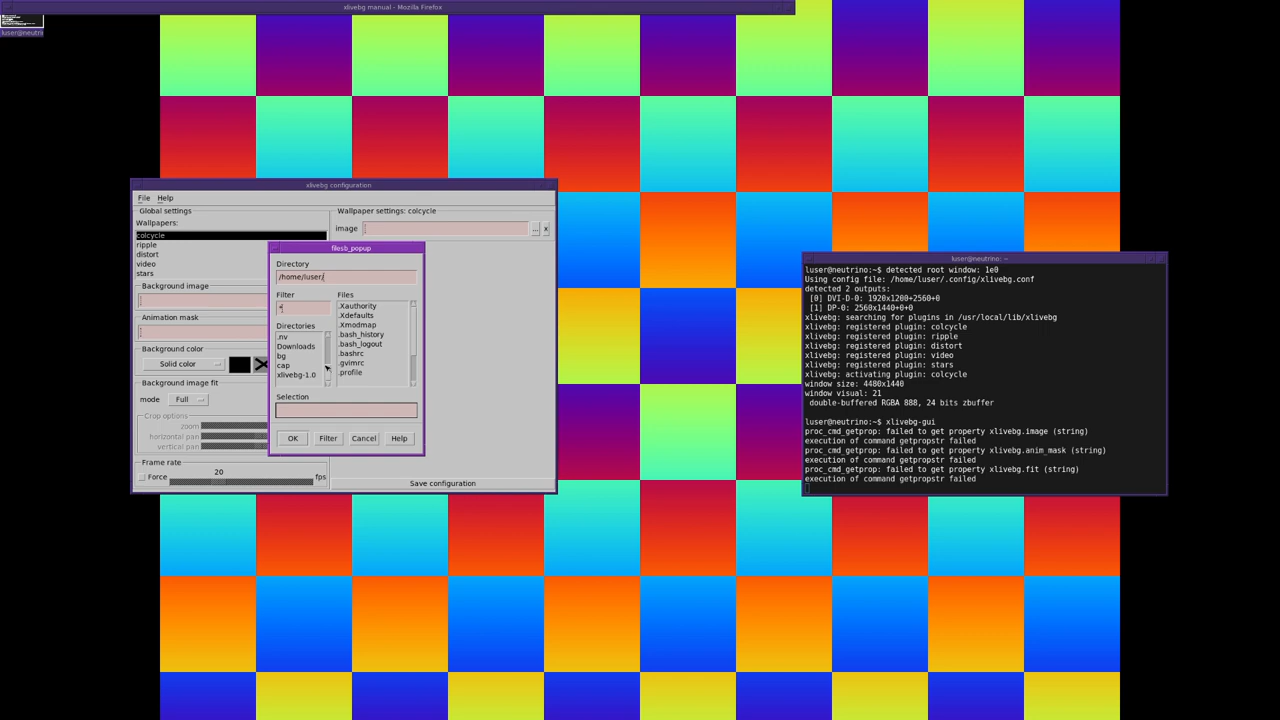 xlivebg manual - Mozilla Firefox
luser@neutrino
xlivebg configuration
File Help
Global settings
Wallpapers:
colcycle
ripple
distort
video
stars
Background image
Animation mask
Background color
Solid color
Background image fit
mode Full
Crop options
zoom
horizontal pan
vertical pan
Frame rate
20
Force fps
Wallpaper settings: colcycle
image ... x
Save configuration
filesb_popup
Directory
/home/luser/
Filter
*
Directories
.nv
Downloads
bg
cap
xlivebg-1.0
Files
.Xauthority
.Xdefaults
.Xmodmap
.bash_history
.bash_logout
.bashrc
.gvimrc
.profile
Selection
OK Filter Cancel Help
luser@neutrino: ~
luser@neutrino:~$ detected root window: 1e0
Using config file: /home/luser/.config/xlivebg.conf
detected 2 outputs:
[0] DVI-D-0: 1920x1200+2560+0
[1] DP-0: 2560x1440+0+0
xlivebg: searching for plugins in /usr/local/lib/xlivebg
xlivebg: registered plugin: colcycle
xlivebg: registered plugin: ripple
xlivebg: registered plugin: distort
xlivebg: registered plugin: video
xlivebg: registered plugin: stars
xlivebg: activating plugin: colcycle
window size: 4480x1440
window visual: 21
double-buffered RGBA 888, 24 bits zbuffer
luser@neutrino:~$ xlivebg-gui
proc_cmd_getprop: failed to get property xlivebg.image (string)
execution of command getpropstr failed
proc_cmd_getprop: failed to get property xlivebg.anim_mask (string)
execution of command getpropstr failed
proc_cmd_getprop: failed to get property xlivebg.fit (string)
execution of command getpropstr failed